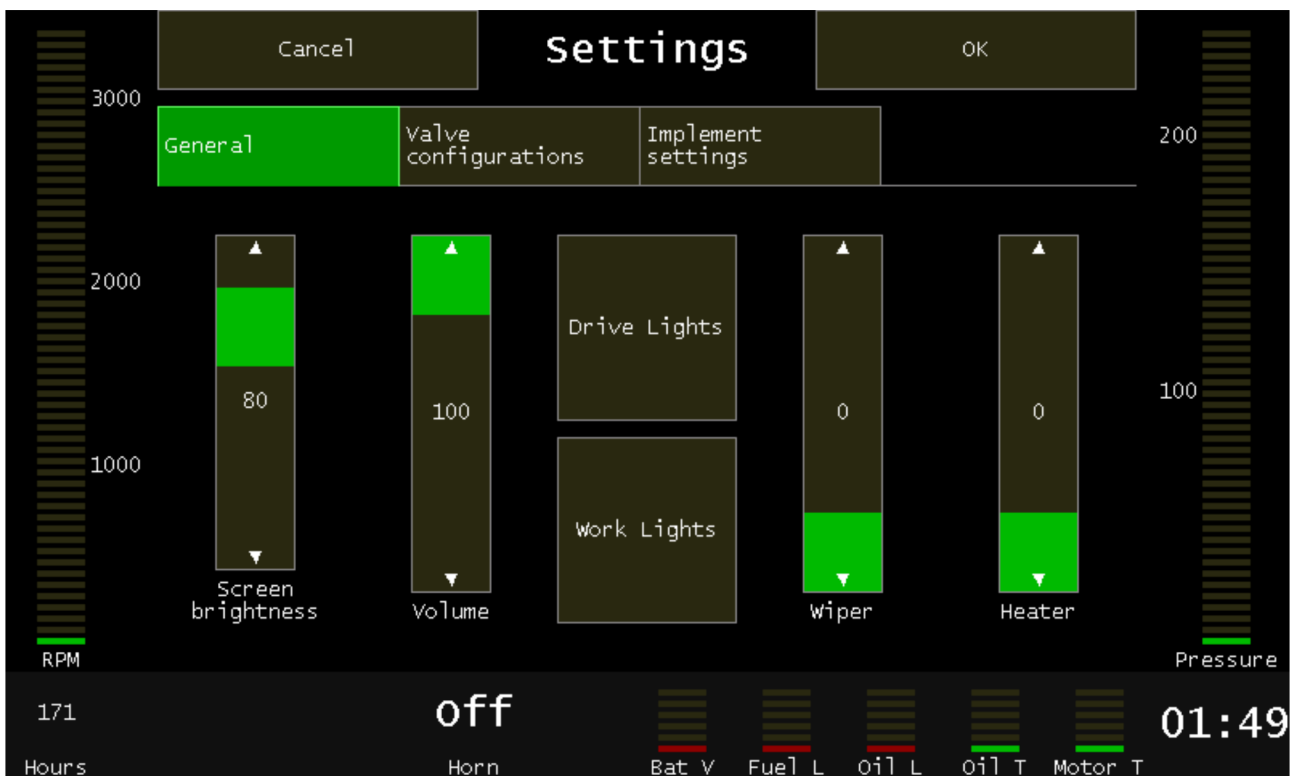 Cancel
Settings
OK
3000
General
Valve
configurations
Implement
settings
200
2000
Drive Lights
80
100
0
0
100
1000
Work Lights
Screen
brightness
Volume
Wiper
Heater
RPM
Pressure
171
Off
01:49
Hours
Horn
Bat V
Fuel L
Oil L
Oil T
Motor T